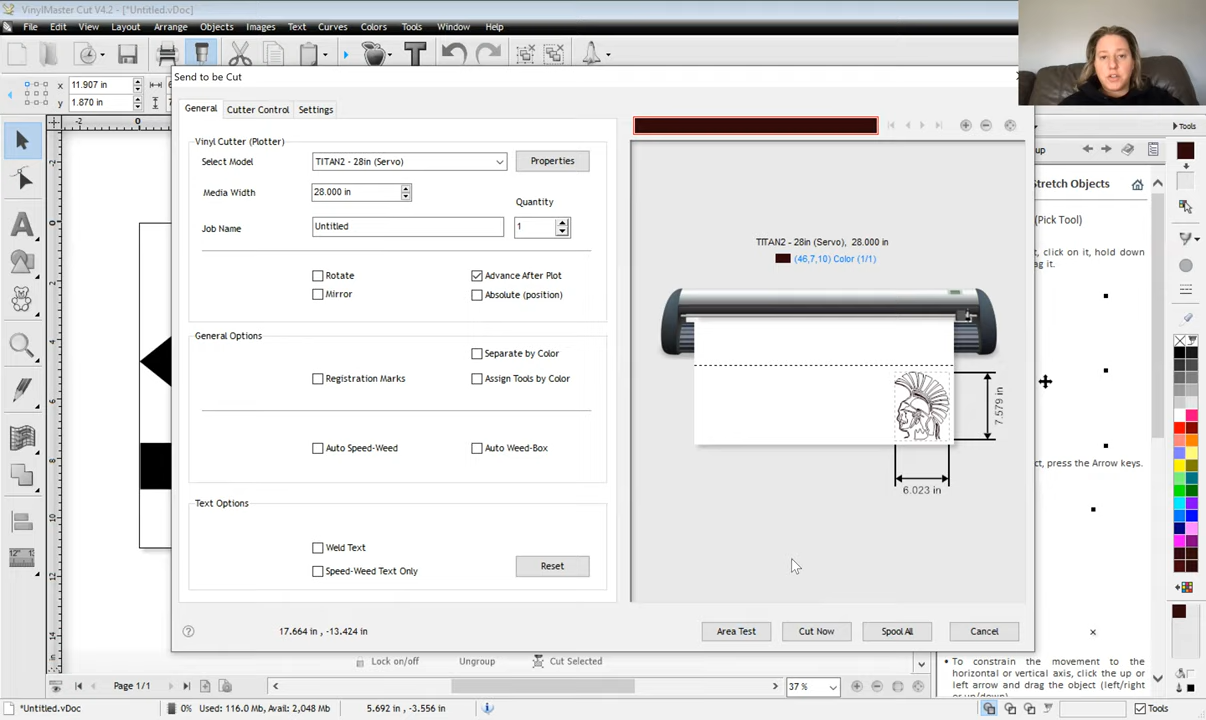 VinylMaster Cut V4.2 - [*Untitled.vDoc]
File Edit View Layout Arrange Objects Images Text Curves Colors Tools Window Help
x 11.907 in
y 1.870 in
-2 0
Send to be Cut
General Cutter Control Settings
Vinyl Cutter (Plotter)
Select Model TITAN2 - 28in (Servo) Properties
Media Width 28.000 in
Quantity
Job Name Untitled 1
Rotate Advance After Plot
Mirror Absolute (position)
General Options
Separate by Color
Registration Marks Assign Tools by Color
Auto Speed-Weed Auto Weed-Box
Text Options
Weld Text
Speed-Weed Text Only Reset
TITAN2 - 28in (Servo), 28.000 in
(46,7,10) Color (1/1)
7.579 in
6.023 in
17.664 in , -13.424 in
Area Test Cut Now Spool All Cancel
Tools
Stretch Objects
(Pick Tool)
t, click on it, hold down
ag it.
ct, press the Arrow keys.
To constrain the movement to the
horizontal or vertical axis, click the up or
left arrow and drag the object (left/right
Lock on/off Ungroup Cut Selected
Page 1/1 37 %
*Untitled.vDoc 0% Used: 116.0 Mb, Avail: 2,048 Mb 5.692 in , -3.556 in Tools